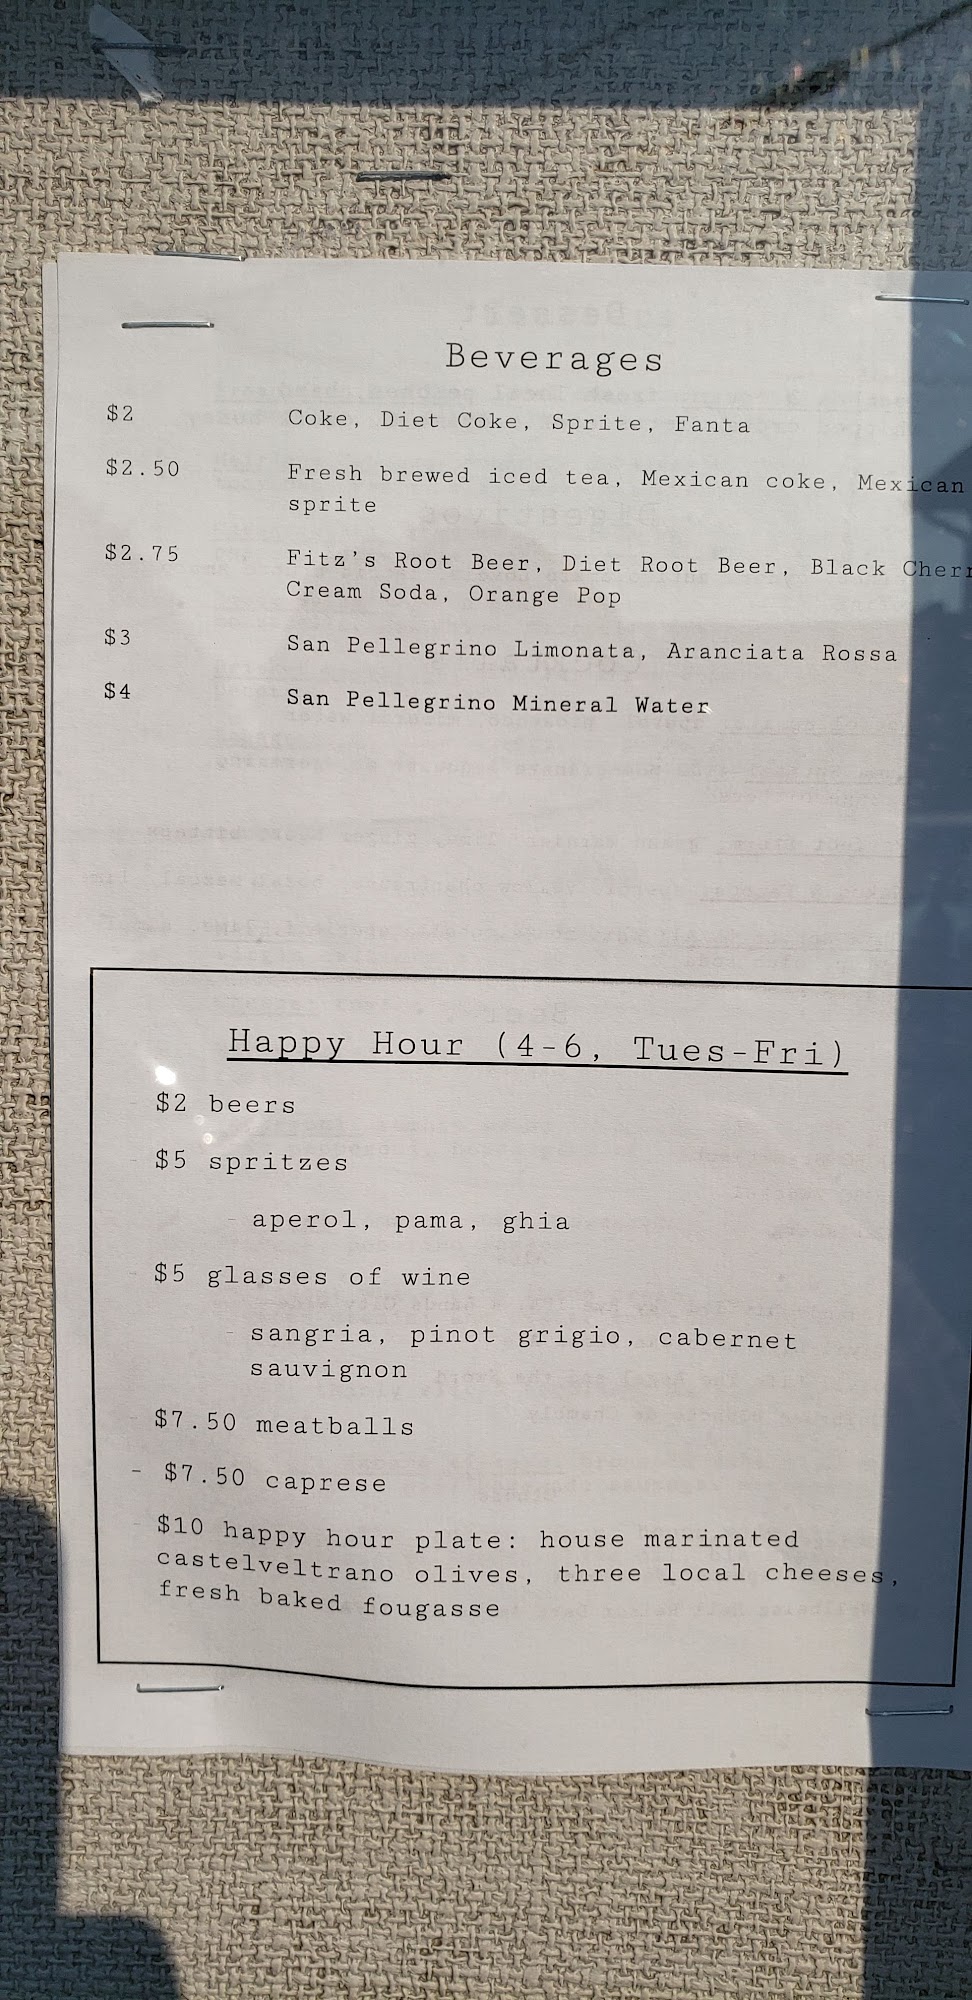 Beverages
$2 Coke, Diet Coke, Sprite, Fanta
$2.50 Fresh brewed iced tea, Mexican coke, Mexican
sprite
$2.75 Fitz's Root Beer, Diet Root Beer, Black Cherr
Cream Soda, Orange Pop
$3 San Pellegrino Limonata, Aranciata Rossa
$4 San Pellegrino Mineral Water
Happy Hour (4-6, Tues-Fri)
- $2 beers
- $5 spritzes
- aperol, pama, ghia
- $5 glasses of wine
- sangria, pinot grigio, cabernet
sauvignon
- $7.50 meatballs
- $7.50 caprese
- $10 happy hour plate: house marinated
castelveltrano olives, three local cheeses,
fresh baked fougasse